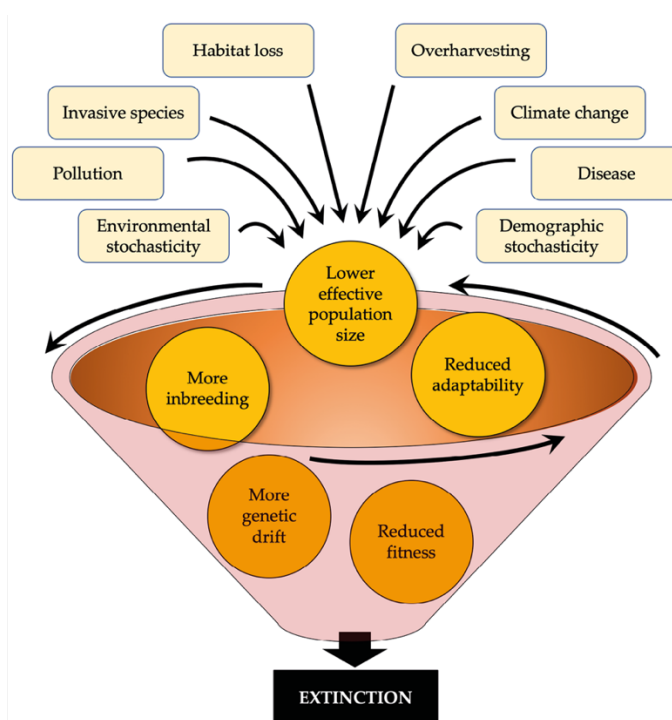 Habitat loss
Overharvesting
Invasive species
Climate change
Pollution
Disease
Environmental
stochasticity
Demographic
stochasticity
Lower
effective
population
size
More
inbreeding
Reduced
adaptability
More
genetic
drift
Reduced
fitness
EXTINCTION